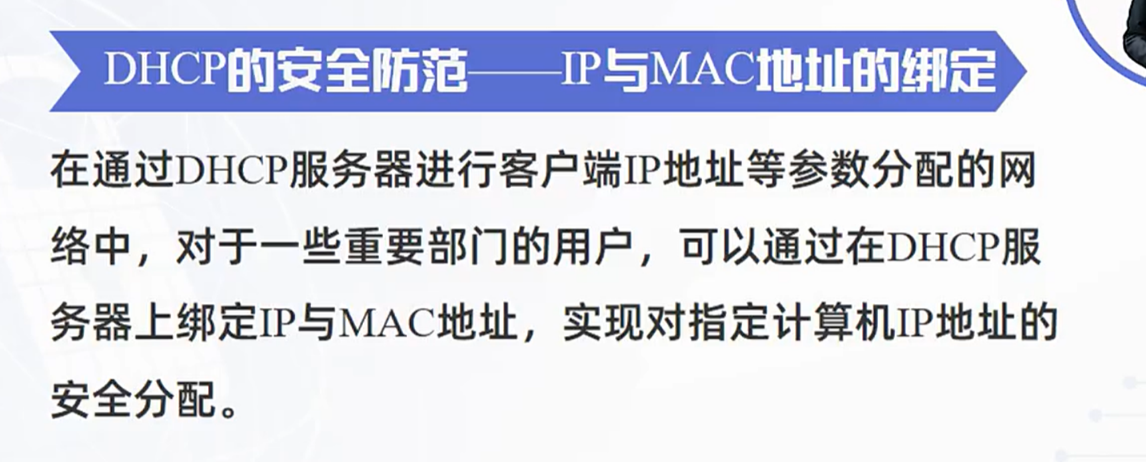 DHCP的安全防范——IP与MAC地址的绑定
在通过DHCP服务器进行客户端IP地址等参数分配的网
络中，对于一些重要部门的用户，可以通过在DHCP服
务器上绑定IP与MAC地址，实现对指定计算机IP地址的
安全分配。